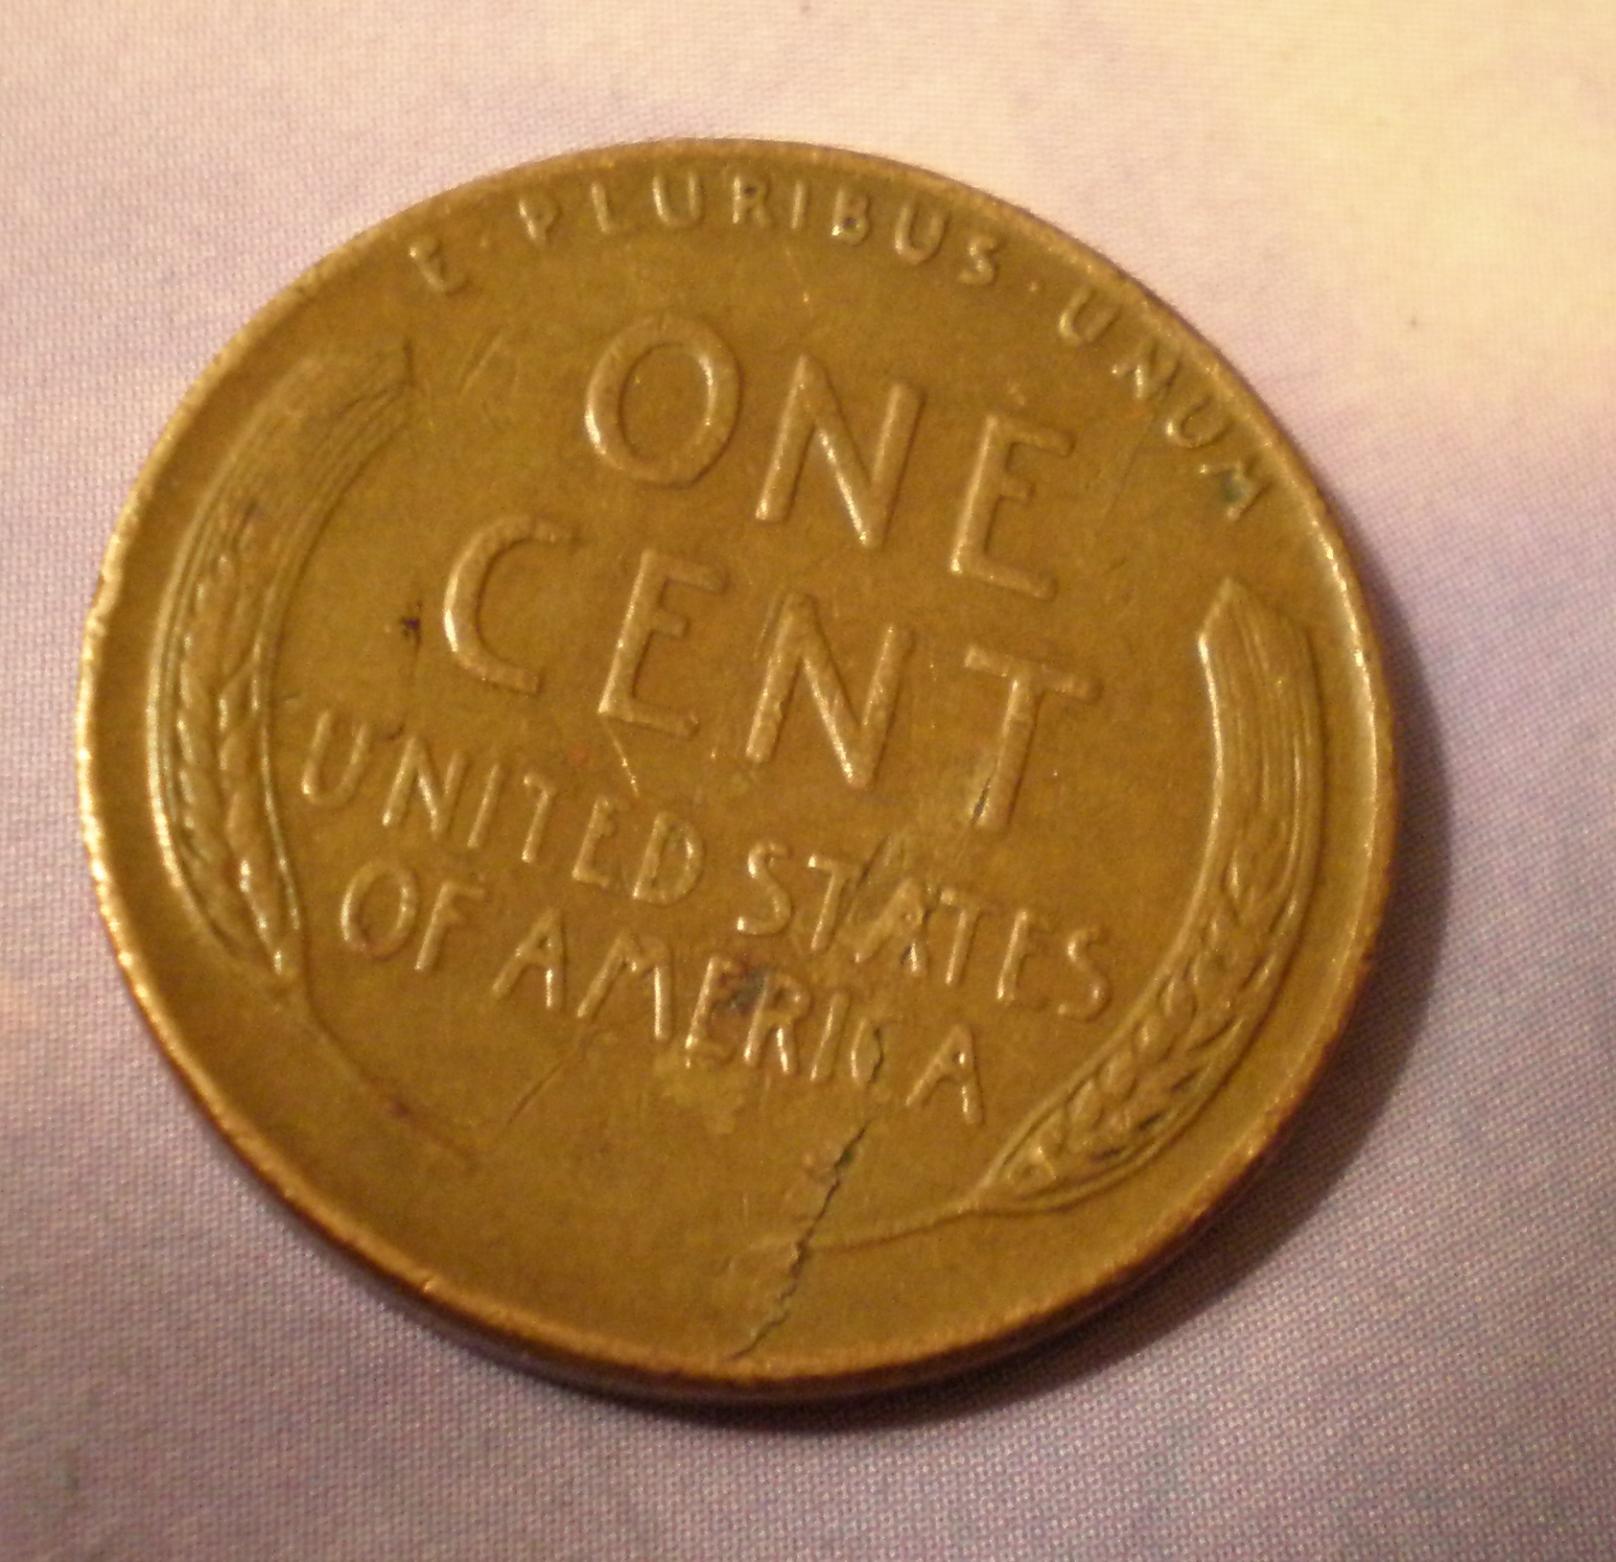 E · PLURIBUS · UNUM
ONE
CENT
UNITED STATES
OF AMERICA